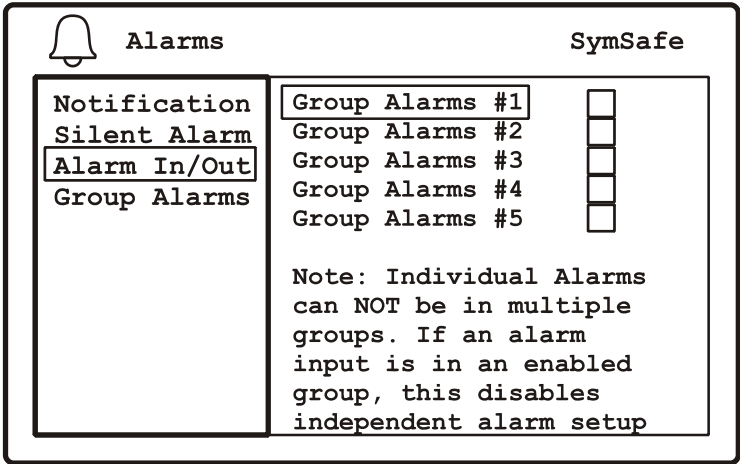 Alarms SymSafe
Notification
Silent Alarm
Alarm In/Out
Group Alarms
Group Alarms #1
Group Alarms #2
Group Alarms #3
Group Alarms #4
Group Alarms #5
Note: Individual Alarms
can NOT be in multiple
groups. If an alarm
input is in an enabled
group, this disables
independent alarm setup